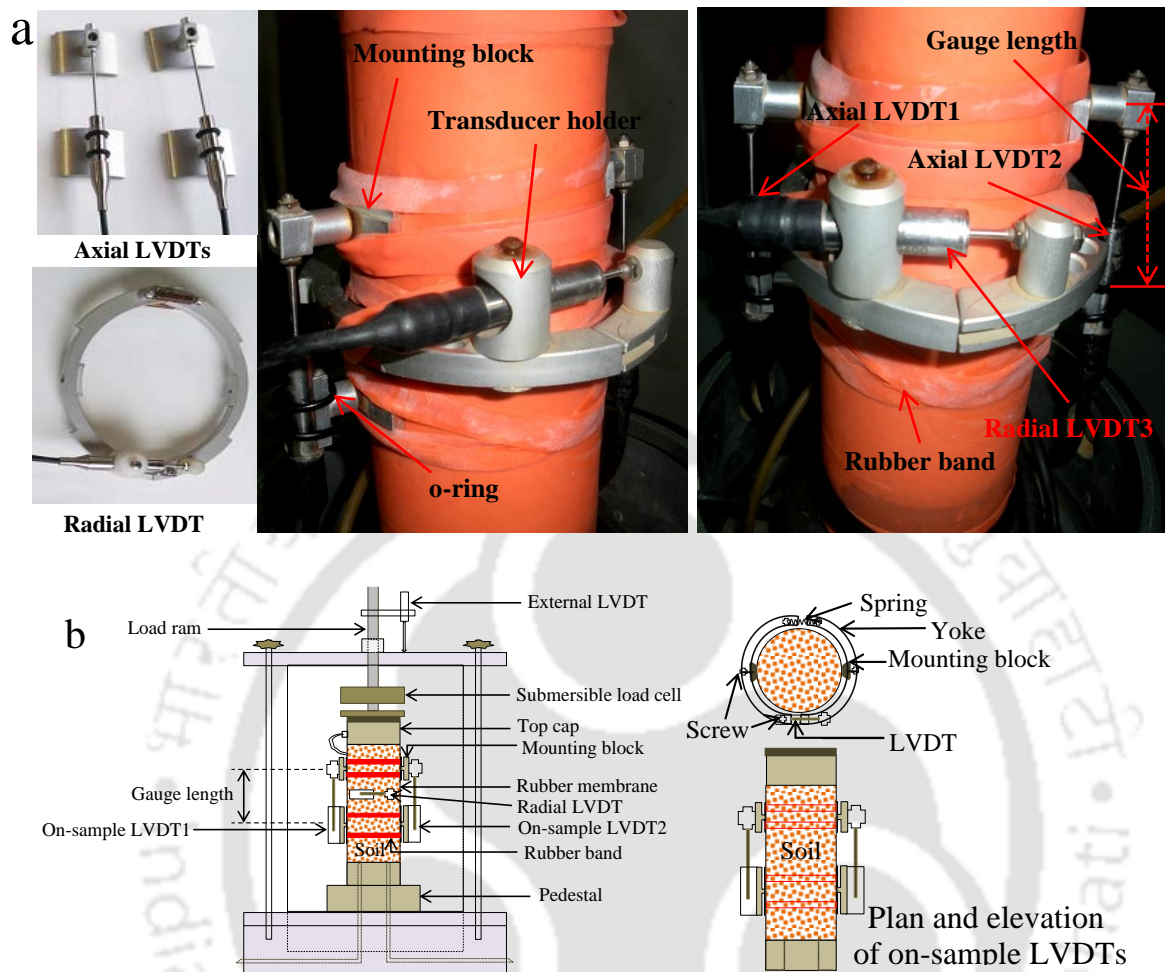 a
Axial LVDTs
Radial LVDT
Mounting block
Transducer holder
o-ring
Gauge length
Axial LVDT1
Axial LVDT2
Radial LVDT3
Rubber band
b
External LVDT
Load ram
Submersible load cell
Top cap
Mounting block
Rubber membrane
Gauge length
Radial LVDT
On-sample LVDT1
On-sample LVDT2
Soil
Rubber band
Pedestal
Spring
Yoke
Mounting block
Screw
LVDT
Soil
Plan and elevation
of on-sample LVDTs